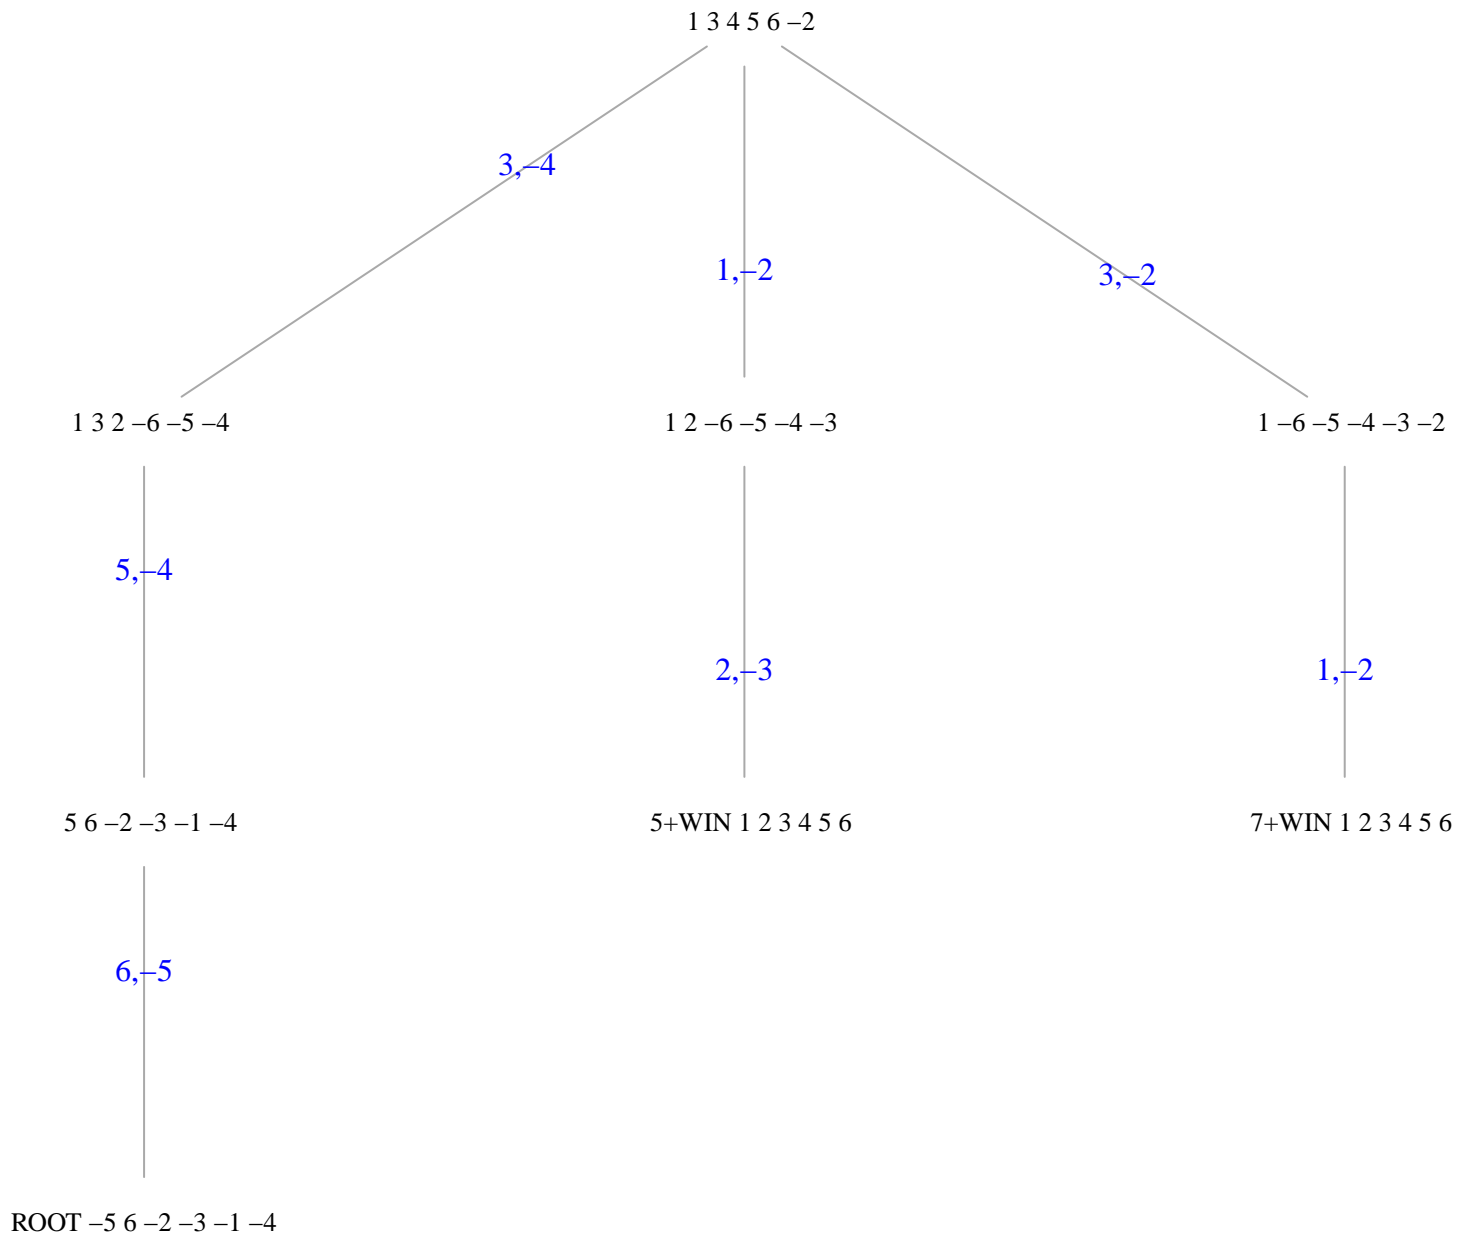 1 3 4 5 6 –2
3,–4
1,–2
3,–2
1 3 2 –6 –5 –4
1 2 –6 –5 –4 –3
1 –6 –5 –4 –3 –2
5,–4
2,–3
1,–2
5 6 –2 –3 –1 –4
5+WIN 1 2 3 4 5 6
7+WIN 1 2 3 4 5 6
6,–5
ROOT –5 6 –2 –3 –1 –4